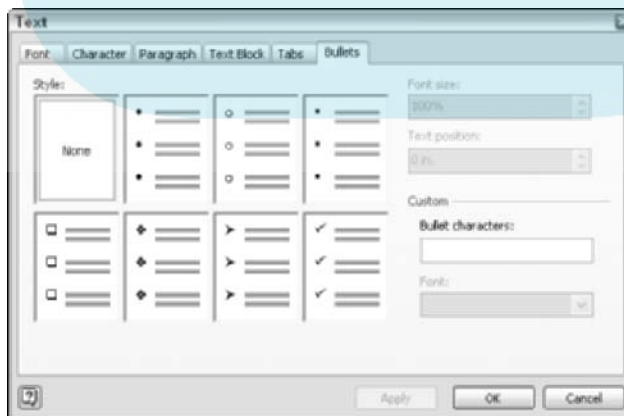 Text
Font Character Paragraph Text Block Tabs Bullets
Style:
None
Font size:
100%
Text position:
0 in.
Custom
Bullet characters:
Font:
Apply OK Cancel